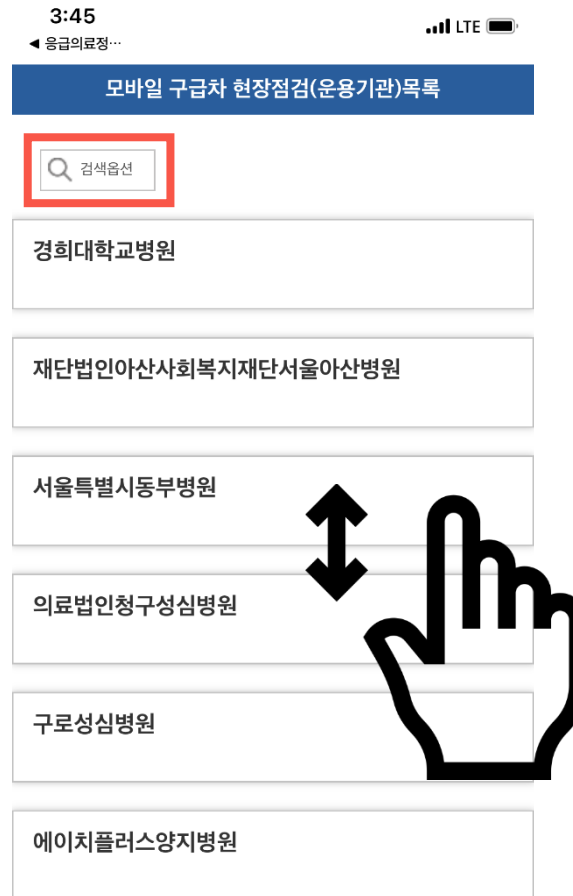 3:45
LTE
◀ 응급의료정…
모바일 구급차 현장점검(운용기관)목록
검색옵션
경희대학교병원
재단법인아산사회복지재단서울아산병원
서울특별시동부병원
의료법인청구성심병원
구로성심병원
에이치플러스양지병원